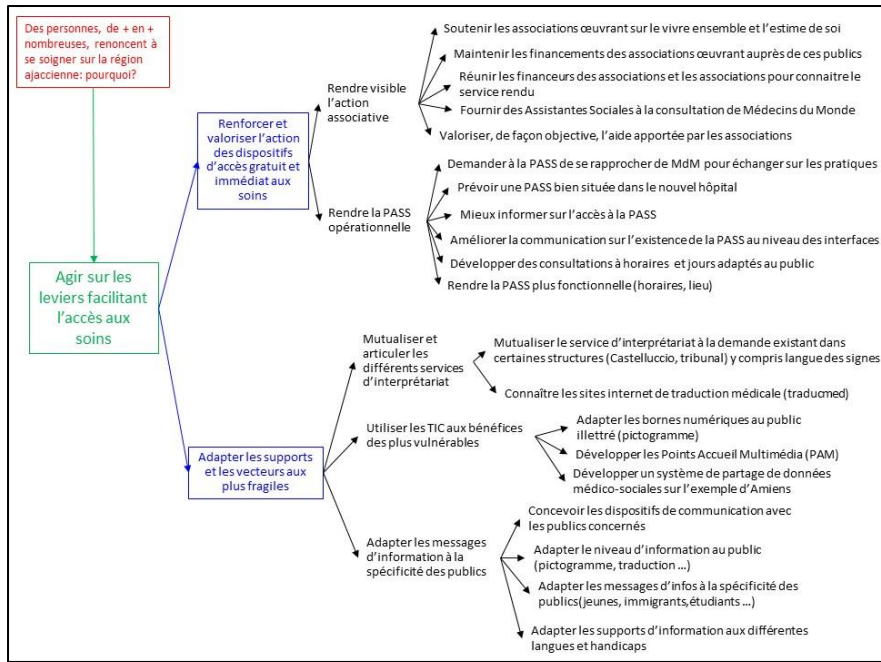 Des personnes, de + en +
nombreuses, renoncent à
se soigner sur la région
ajaccienne: pourquoi?
Agir sur les
leviers facilitant
l'accès aux
soins
Renforcer et
valoriser l'action
des dispositifs
d'accès gratuit et
immédiat aux
soins
Rendre visible
l'action
associative
Soutenir les associations œuvrant sur le vivre ensemble et l'estime de soi
Maintenir les financements des associations œuvrant auprès de ces publics
Réunir les financeurs des associations et les associations pour connaitre le
service rendu
Fournir des Assistantes Sociales à la consultation de Médecins du Monde
Valoriser, de façon objective, l'aide apportée par les associations
Rendre la PASS
opérationnelle
Demander à la PASS de se rapprocher de MdM pour échanger sur les pratiques
Prévoir une PASS bien située dans le nouvel hôpital
Mieux informer sur l'accès à la PASS
Améliorer la communication sur l'existence de la PASS au niveau des interfaces
Développer des consultations à horaires et jours adaptés au public
Rendre la PASS plus fonctionnelle (horaires, lieu)
Adapter les supports
et les vecteurs aux
plus fragiles
Mutualiser et
articuler les
différents services
d'interprétariat
Mutualiser le service d'interprétariat à la demande existant dans
certaines structures (Castelluccio, tribunal) y compris langue des signes
Connaître les sites internet de traduction médicale (traducmed)
Utiliser les TIC aux bénéfices
des plus vulnérables
Adapter les bornes numériques au public
illettré (pictogramme)
Développer les Points Accueil Multimédia (PAM)
Développer un système de partage de données
médico-sociales sur l'exemple d'Amiens
Adapter les messages
d'information à la
spécificité des publics
Concevoir les dispositifs de communication avec
les publics concernés
Adapter le niveau d'information au public
(pictogramme, traduction ...)
Adapter les messages d'infos à la spécificité des
publics(jeunes, immigrants,étudiants ...)
Adapter les supports d'information aux différentes
langues et handicaps